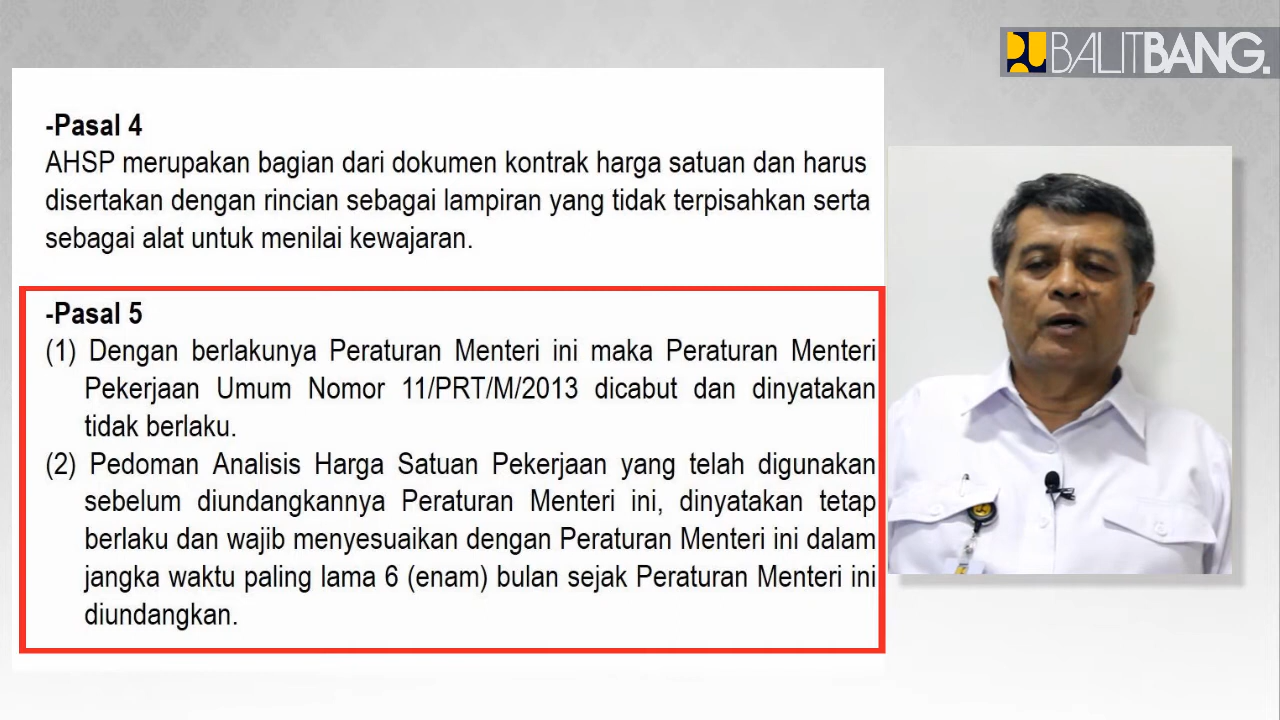 BALITBANG.
-Pasal 4
AHSP merupakan bagian dari dokumen kontrak harga satuan dan harus
disertakan dengan rincian sebagai lampiran yang tidak terpisahkan serta
sebagai alat untuk menilai kewajaran.
-Pasal 5
(1) Dengan berlakunya Peraturan Menteri ini maka Peraturan Menteri
Pekerjaan Umum Nomor 11/PRT/M/2013 dicabut dan dinyatakan
tidak berlaku.
(2) Pedoman Analisis Harga Satuan Pekerjaan yang telah digunakan
sebelum diundangkannya Peraturan Menteri ini, dinyatakan tetap
berlaku dan wajib menyesuaikan dengan Peraturan Menteri ini dalam
jangka waktu paling lama 6 (enam) bulan sejak Peraturan Menteri ini
diundangkan.